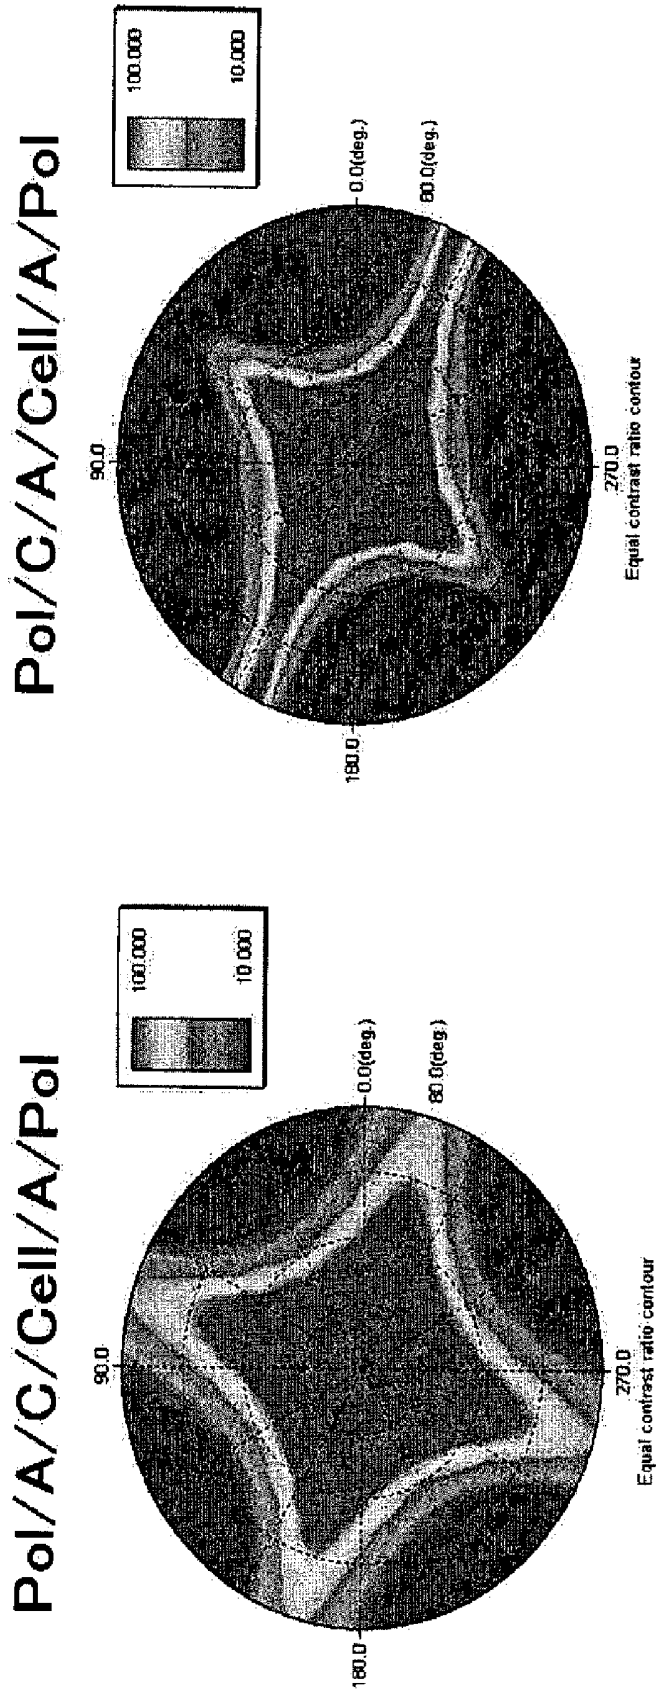 Pol/A/C/Cell/A/Pol
100.000
10.000
90.0
180.0
0.0(deg.)
80.0(deg.)
270.0
Equal contrast ratio contour
Pol/C/A/Cell/A/Pol
100.000
10.000
90.0
180.0
0.0(deg.)
80.0(deg.)
270.0
Equal contrast ratio contour